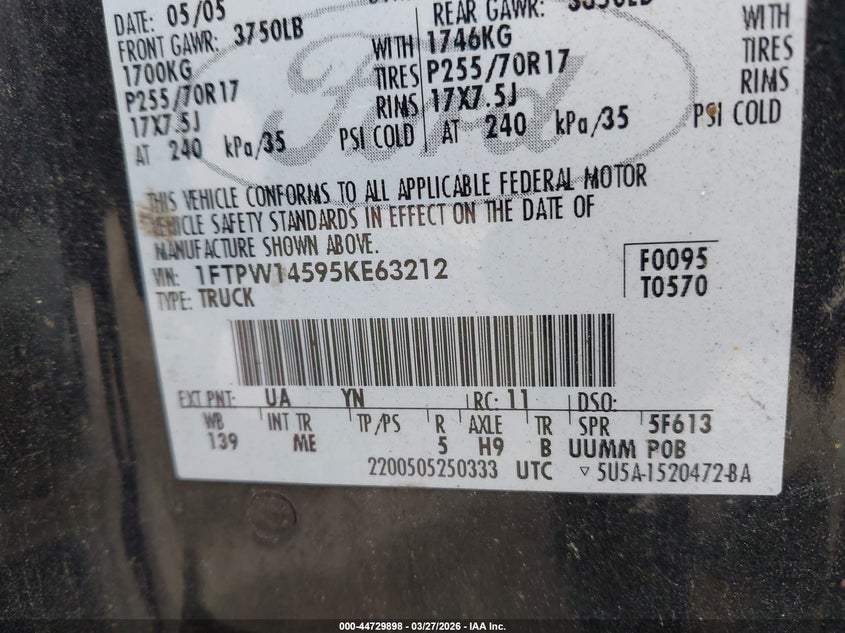 DATE: 05/05
FRONT GAWR: 3750LB
1700KG WITH
P255/70R17 TIRES
17X7.5J RIMS
AT 240 kPa/35 PSI COLD
REAR GAWR:
1746KG WITH
P255/70R17 TIRES
17X7.5J RIMS
AT 240 kPa/35 PSI COLD
Ford
THIS VEHICLE CONFORMS TO ALL APPLICABLE FEDERAL MOTOR
VEHICLE SAFETY STANDARDS IN EFFECT ON THE DATE OF
MANUFACTURE SHOWN ABOVE.
VIN: 1FTPW14595KE63212
TYPE: TRUCK
F0095
T0570
EXT PNT: UA YN RC: 11 DSO:
WB INT TR TP/PS R AXLE TR SPR 5F613
139 ME 5 H9 B UUMM POB
2200505250333 UTC ▽ 5U5A-1520472-BA
000-44729898 | 03/27/2026 - IAA Inc.